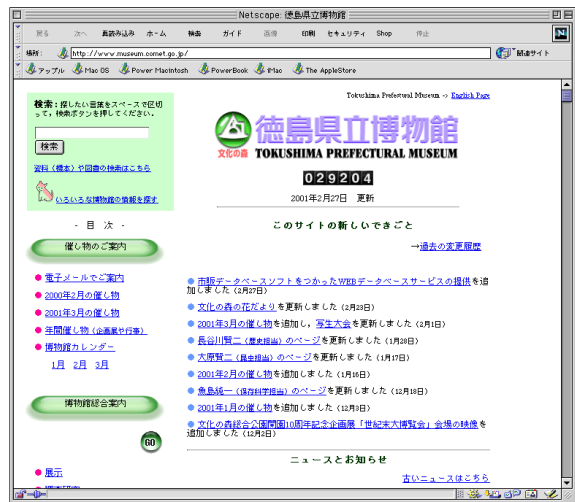 Netscape: 徳島県立博物館
戻る 次へ 再読み込み ホーム 検索 ガイド 画像 印刷 セキュリティ Shop 停止
場所: http://www.museum.comet.go.jp/ 関連サイト
アップル Mac OS Power Macintosh PowerBook iMac The AppleStore
検索:探したい言葉をスペースで区切
って,検索ボタンを押してください.
検索
資料(標本)や図書の検索はこちら
いろいろな博物館の情報を探す
- 目 次 -
催し物のご案内
電子メールでご案内
2000年2月の催し物
2001年3月の催し物
年間催し物(企画展や行事)
博物館カレンダー
1月 2月 3月
博物館総合案内
GO
展示
Tokushima Prefectural Museum -> English Page
文化の森
徳島県立博物館
TOKUSHIMA PREFECTURAL MUSEUM
029204
2001年2月27日 更新
このサイトの新しいできごと
→過去の変更履歴
市販データベースソフトをつかったWEBデータベースサービスの提供を追
加しました(2月27日)
文化の森の花だよりを更新しました(2月23日)
2001年3月の催し物を追加し,写生大会を更新しました(2月1日)
長谷川賢二(歴史担当)のページを更新しました(1月28日)
大原賢二(昆虫担当)のページを更新しました(1月17日)
2001年2月の催し物を追加しました(1月16日)
魚島純一(保存科学担当)のページを更新しました(12月18日)
2001年1月の催し物を追加しました(12月3日)
文化の森総合公園開園10周年記念企画展「世紀末大博覧会」会場の映像を
追加しました(12月2日)
ニュースとお知らせ
古いニュースはこちら